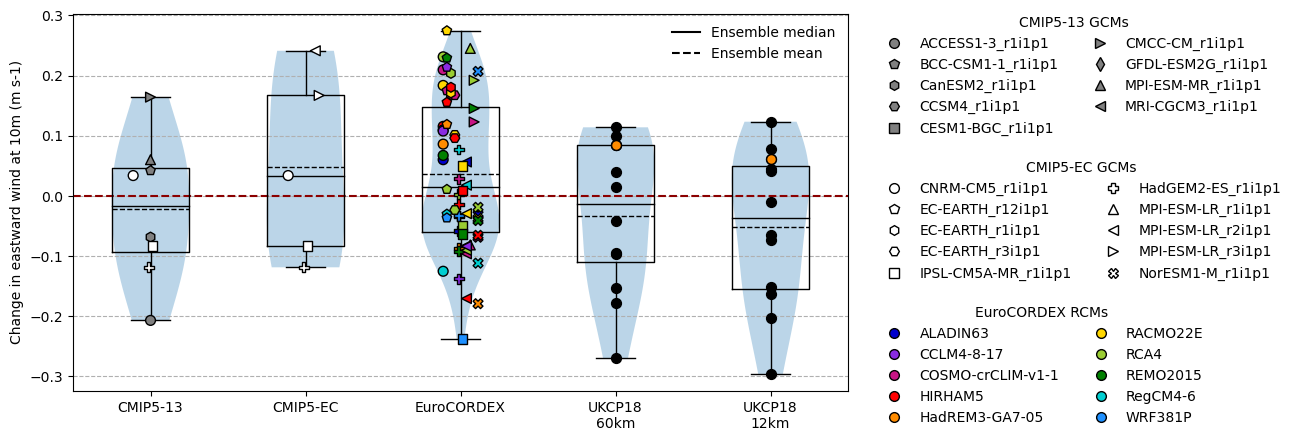 Change in eastward wind at 10m (m s-1)
0.3
0.2
0.1
0.0
−0.1
−0.2
−0.3
Ensemble median
Ensemble mean
CMIP5-13
CMIP5-EC
EuroCORDEX
UKCP18
60km
UKCP18
12km
CMIP5-13 GCMs
ACCESS1-3_r1i1p1
BCC-CSM1-1_r1i1p1
CanESM2_r1i1p1
CCSM4_r1i1p1
CESM1-BGC_r1i1p1
CMCC-CM_r1i1p1
GFDL-ESM2G_r1i1p1
MPI-ESM-MR_r1i1p1
MRI-CGCM3_r1i1p1
CMIP5-EC GCMs
CNRM-CM5_r1i1p1
EC-EARTH_r12i1p1
EC-EARTH_r1i1p1
EC-EARTH_r3i1p1
IPSL-CM5A-MR_r1i1p1
HadGEM2-ES_r1i1p1
MPI-ESM-LR_r1i1p1
MPI-ESM-LR_r2i1p1
MPI-ESM-LR_r3i1p1
NorESM1-M_r1i1p1
EuroCORDEX RCMs
ALADIN63
CCLM4-8-17
COSMO-crCLIM-v1-1
HIRHAM5
HadREM3-GA7-05
RACMO22E
RCA4
REMO2015
RegCM4-6
WRF381P